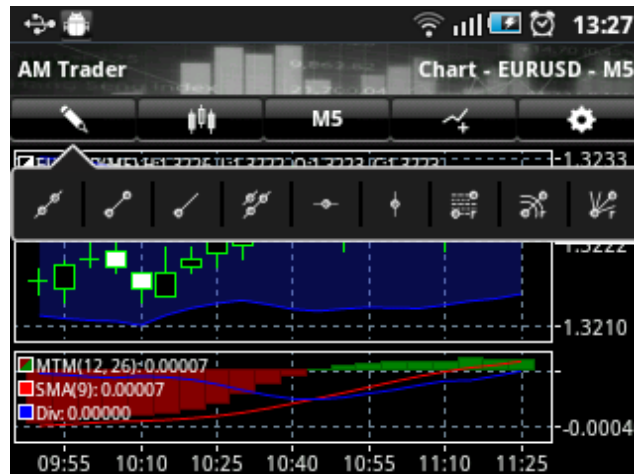 13:27
AM Trader Chart - EURUSD - M5
M5
1.3233
1.3222
1.3210
MTM(12, 26): 0.00007
SMA(9): 0.00007
Div: 0.00000
-0.0004
09:55 10:10 10:25 10:40 10:55 11:10 11:25